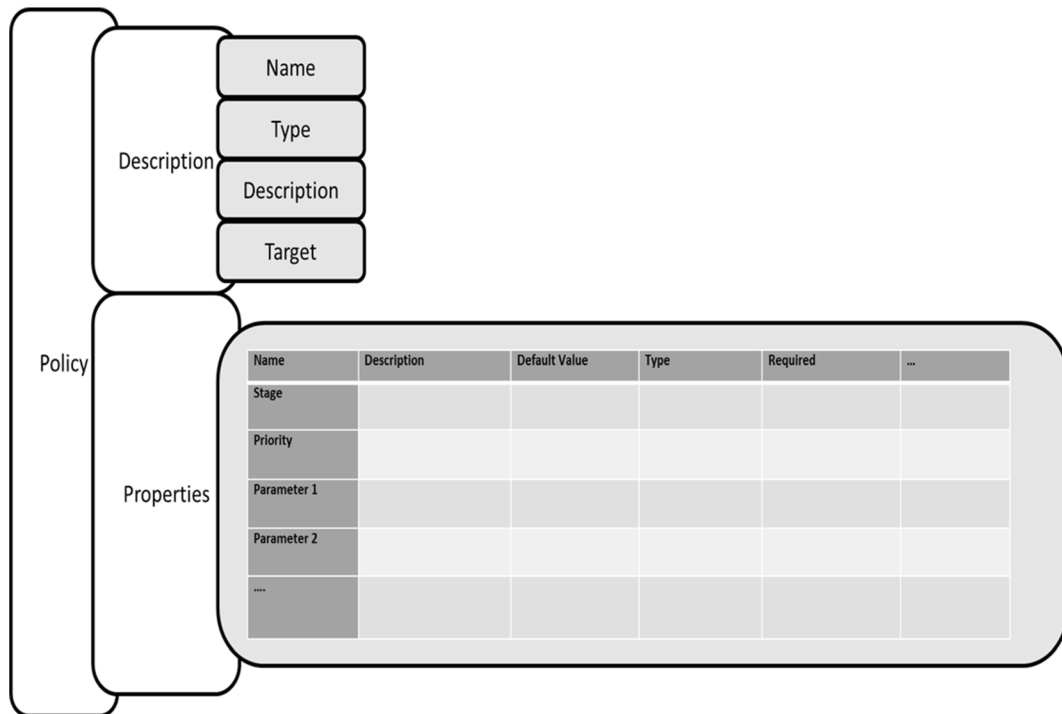 Name
Type
Description
Description
Target
Policy
Name Description Default Value Type Required ...
Stage
Priority
Properties
Parameter 1
Parameter 2
....